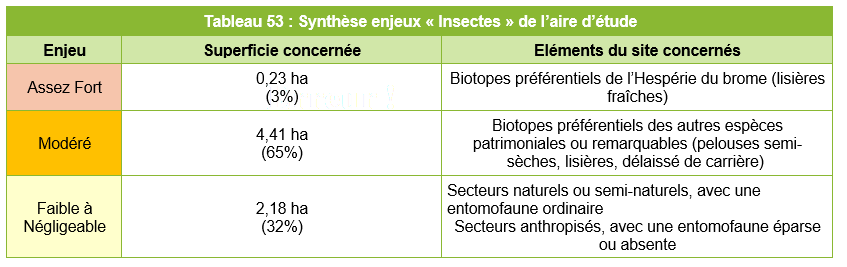 Tableau 53 : Synthèse enjeux « Insectes » de l'aire d'étude
Enjeu
Superficie concernée
Eléments du site concernés
Assez Fort
0,23 ha
(3%)
Biotopes préférentiels de l'Hespérie du brome (lisières
fraîches)
Modéré
4,41 ha
(65%)
Biotopes préférentiels des autres espèces
patrimoniales ou remarquables (pelouses semi-
sèches, lisières, délaissé de carrière)
Faible à
Négligeable
2,18 ha
(32%)
Secteurs naturels ou semi-naturels, avec une
entomofaune ordinaire
Secteurs anthropisés, avec une entomofaune éparse
ou absente